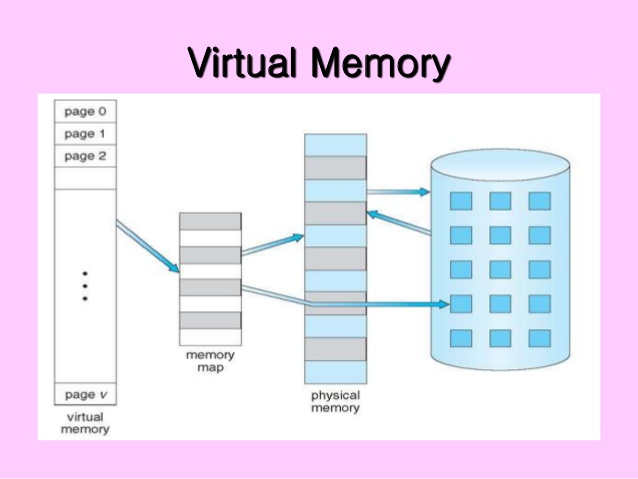 Virtual Memory
page 0
page 1
page 2
page v
virtual
memory
memory
map
physical
memory